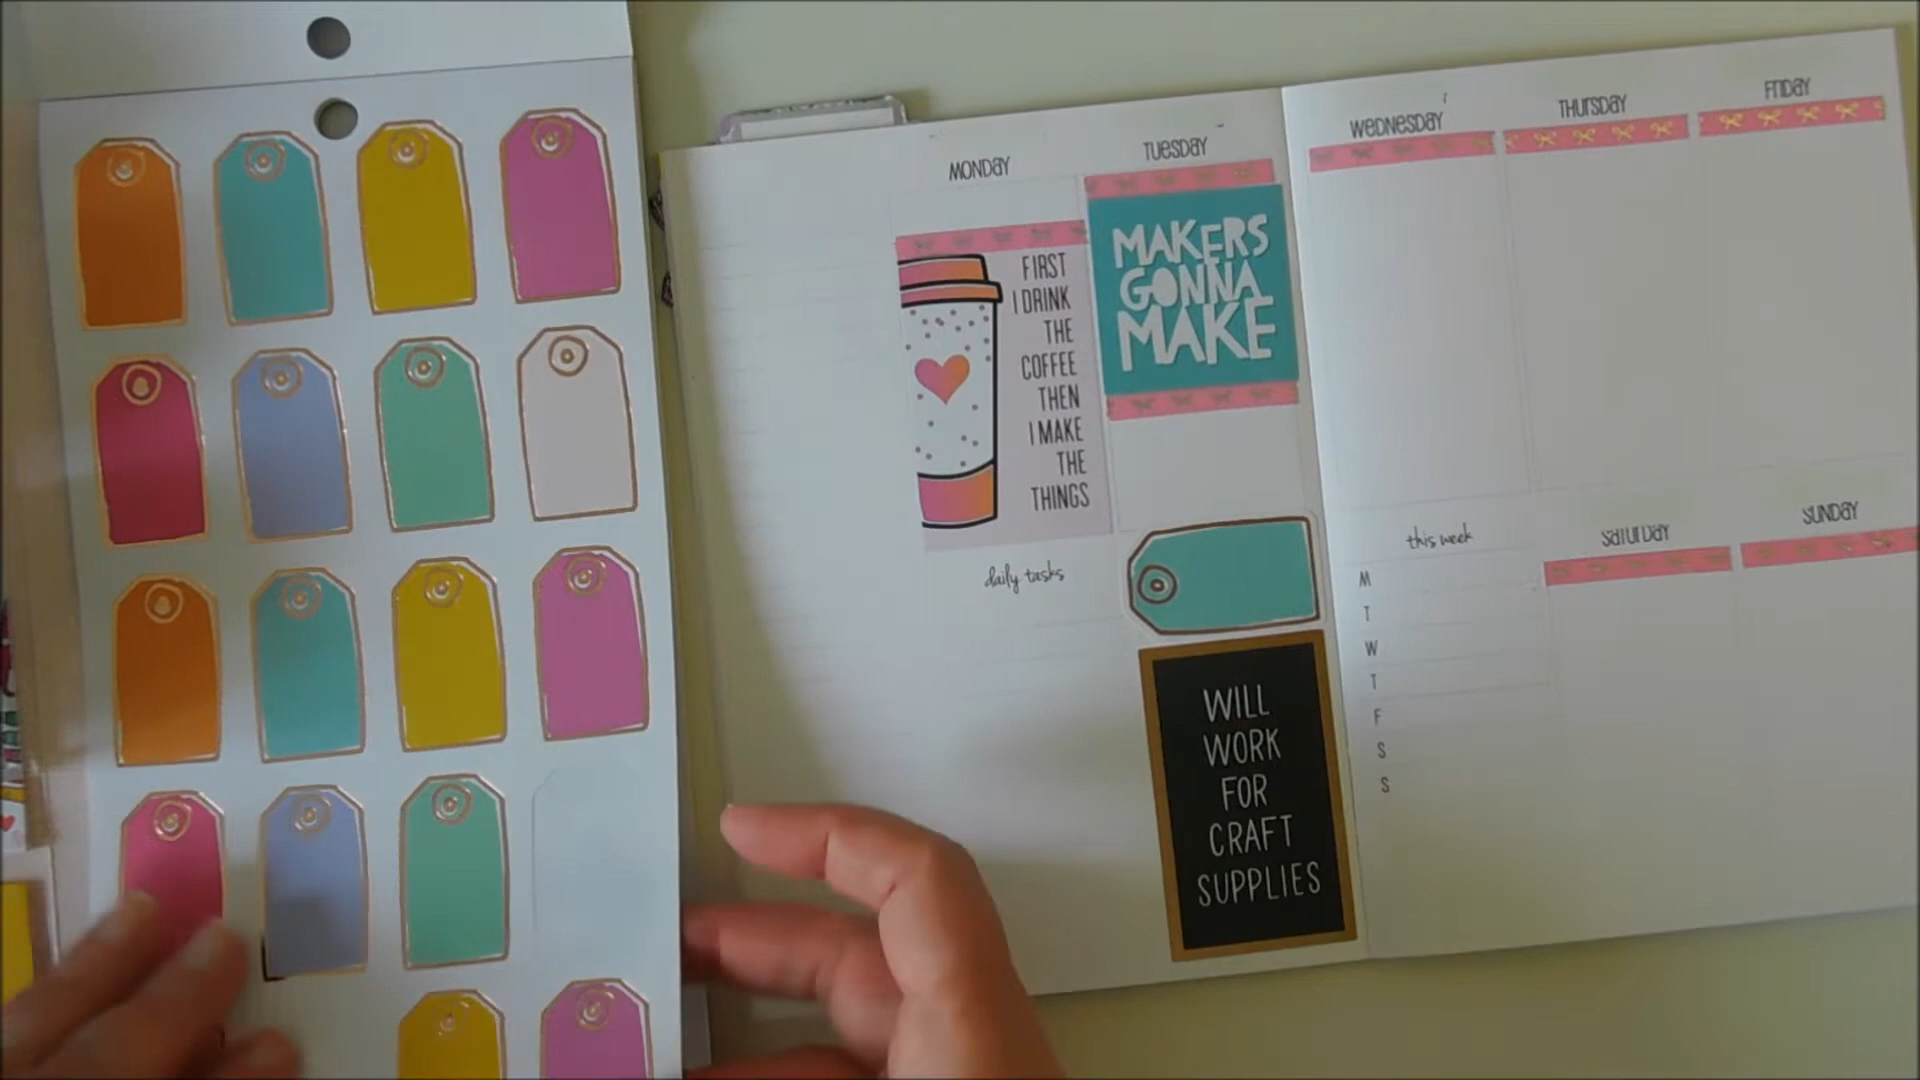 MONDAY
TUESDAY
WEDNESDAY
THURSDAY
FRIDAY
FIRST
I DRINK
THE
COFFEE
THEN
I MAKE
THE
THINGS
MAKERS
GONNA
MAKE
daily tasks
WILL
WORK
FOR
CRAFT
SUPPLIES
this week
M
T
W
T
F
S
S
SATURDAY
SUNDAY